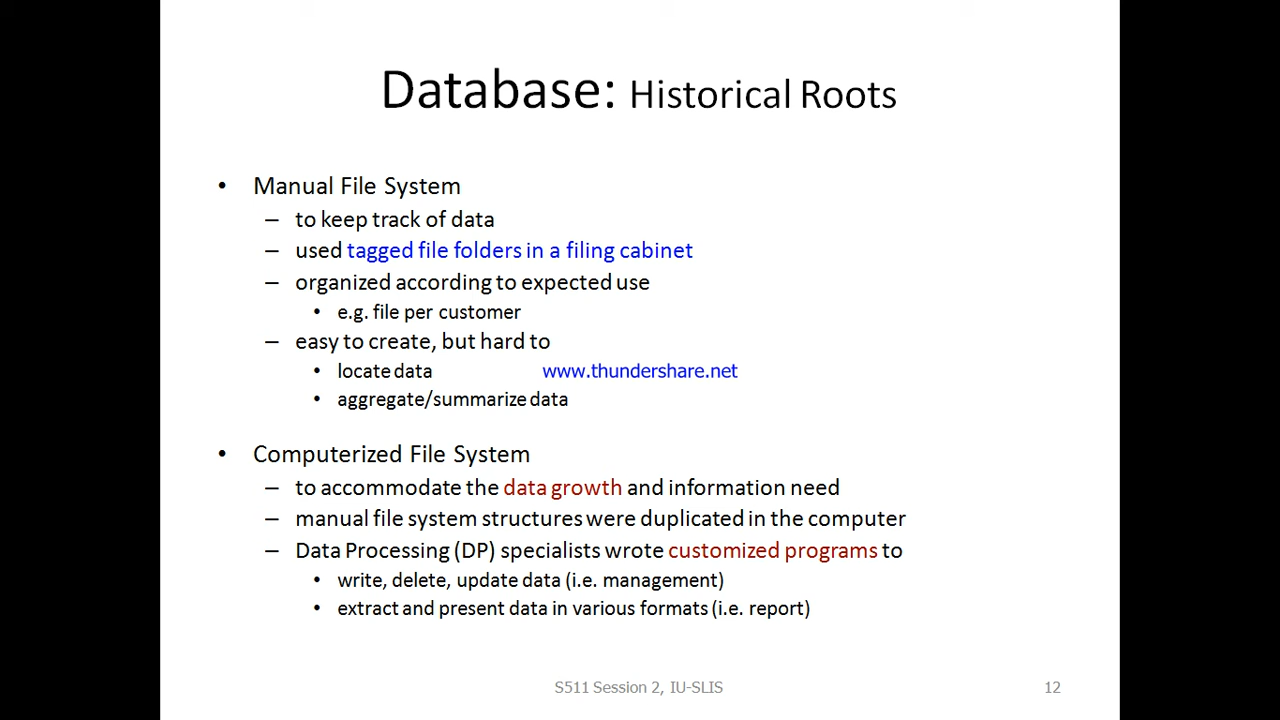 Database: Historical Roots
• Manual File System
– to keep track of data
– used tagged file folders in a filing cabinet
– organized according to expected use
• e.g. file per customer
– easy to create, but hard to
• locate data
www.thundershare.net
• aggregate/summarize data
• Computerized File System
– to accommodate the data growth and information need
– manual file system structures were duplicated in the computer
– Data Processing (DP) specialists wrote customized programs to
• write, delete, update data (i.e. management)
• extract and present data in various formats (i.e. report)
S511 Session 2, IU-SLIS
12